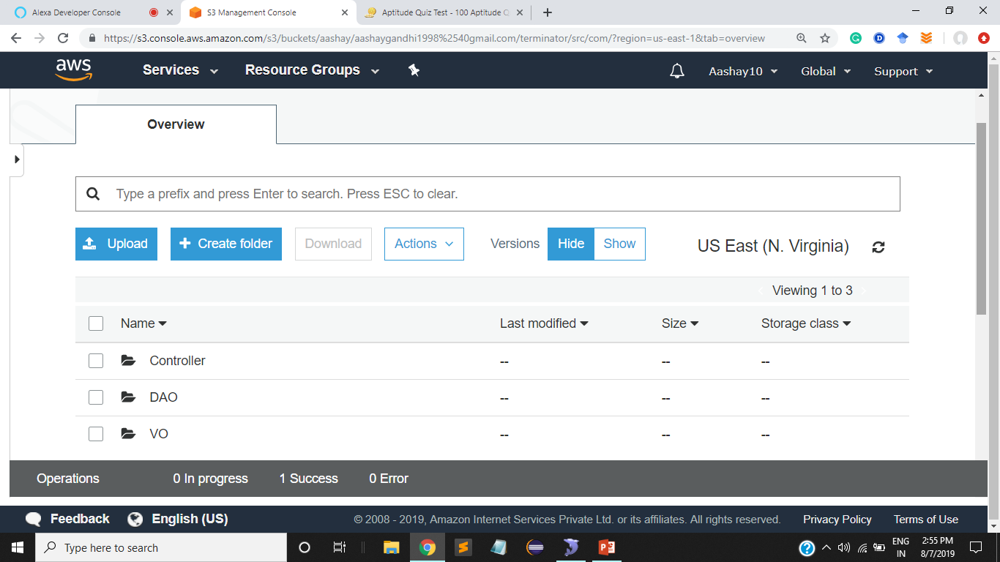 Alexa Developer Console
S3 Management Console
Aptitude Quiz Test - 100 Aptitude Q
https://s3.console.aws.amazon.com/s3/buckets/aashay/aashaygandhi1998%2540gmail.com/terminator/src/com/?region=us-east-1&tab=overview
aws Services Resource Groups Aashay10 Global Support
Overview
Type a prefix and press Enter to search. Press ESC to clear.
Upload Create folder Download Actions Versions Hide Show US East (N. Virginia)
Viewing 1 to 3
Name Last modified Size Storage class
Controller -- -- --
DAO -- -- --
VO -- -- --
Operations 0 In progress 1 Success 0 Error
Feedback English (US) © 2008 - 2019, Amazon Internet Services Private Ltd. or its affiliates. All rights reserved. Privacy Policy Terms of Use
Type here to search
ENG
IN
2:55 PM
8/7/2019